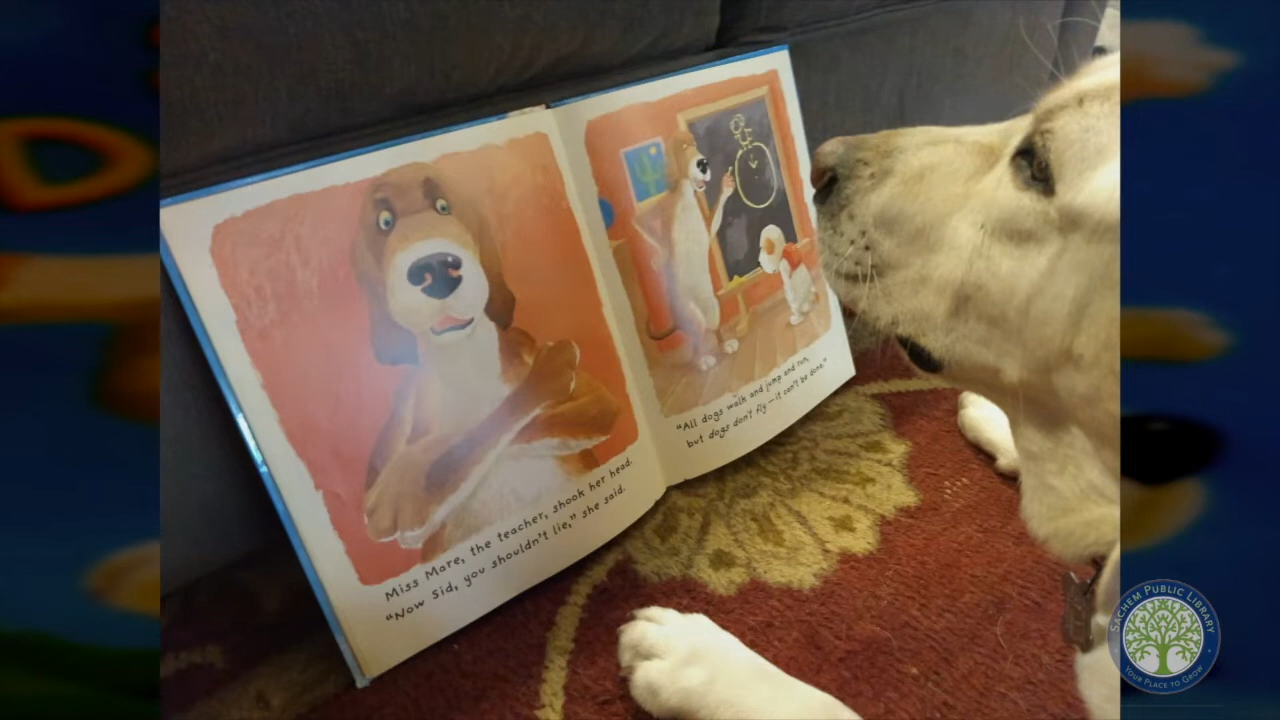 Miss Mare, the teacher, shook her head.
"Now Sid, you shouldn't lie," she said.
"All dogs walk and jump and run,
but dogs don't fly—it can't be done."
SACHEM PUBLIC LIBRARY
YOUR PLACE TO GROW